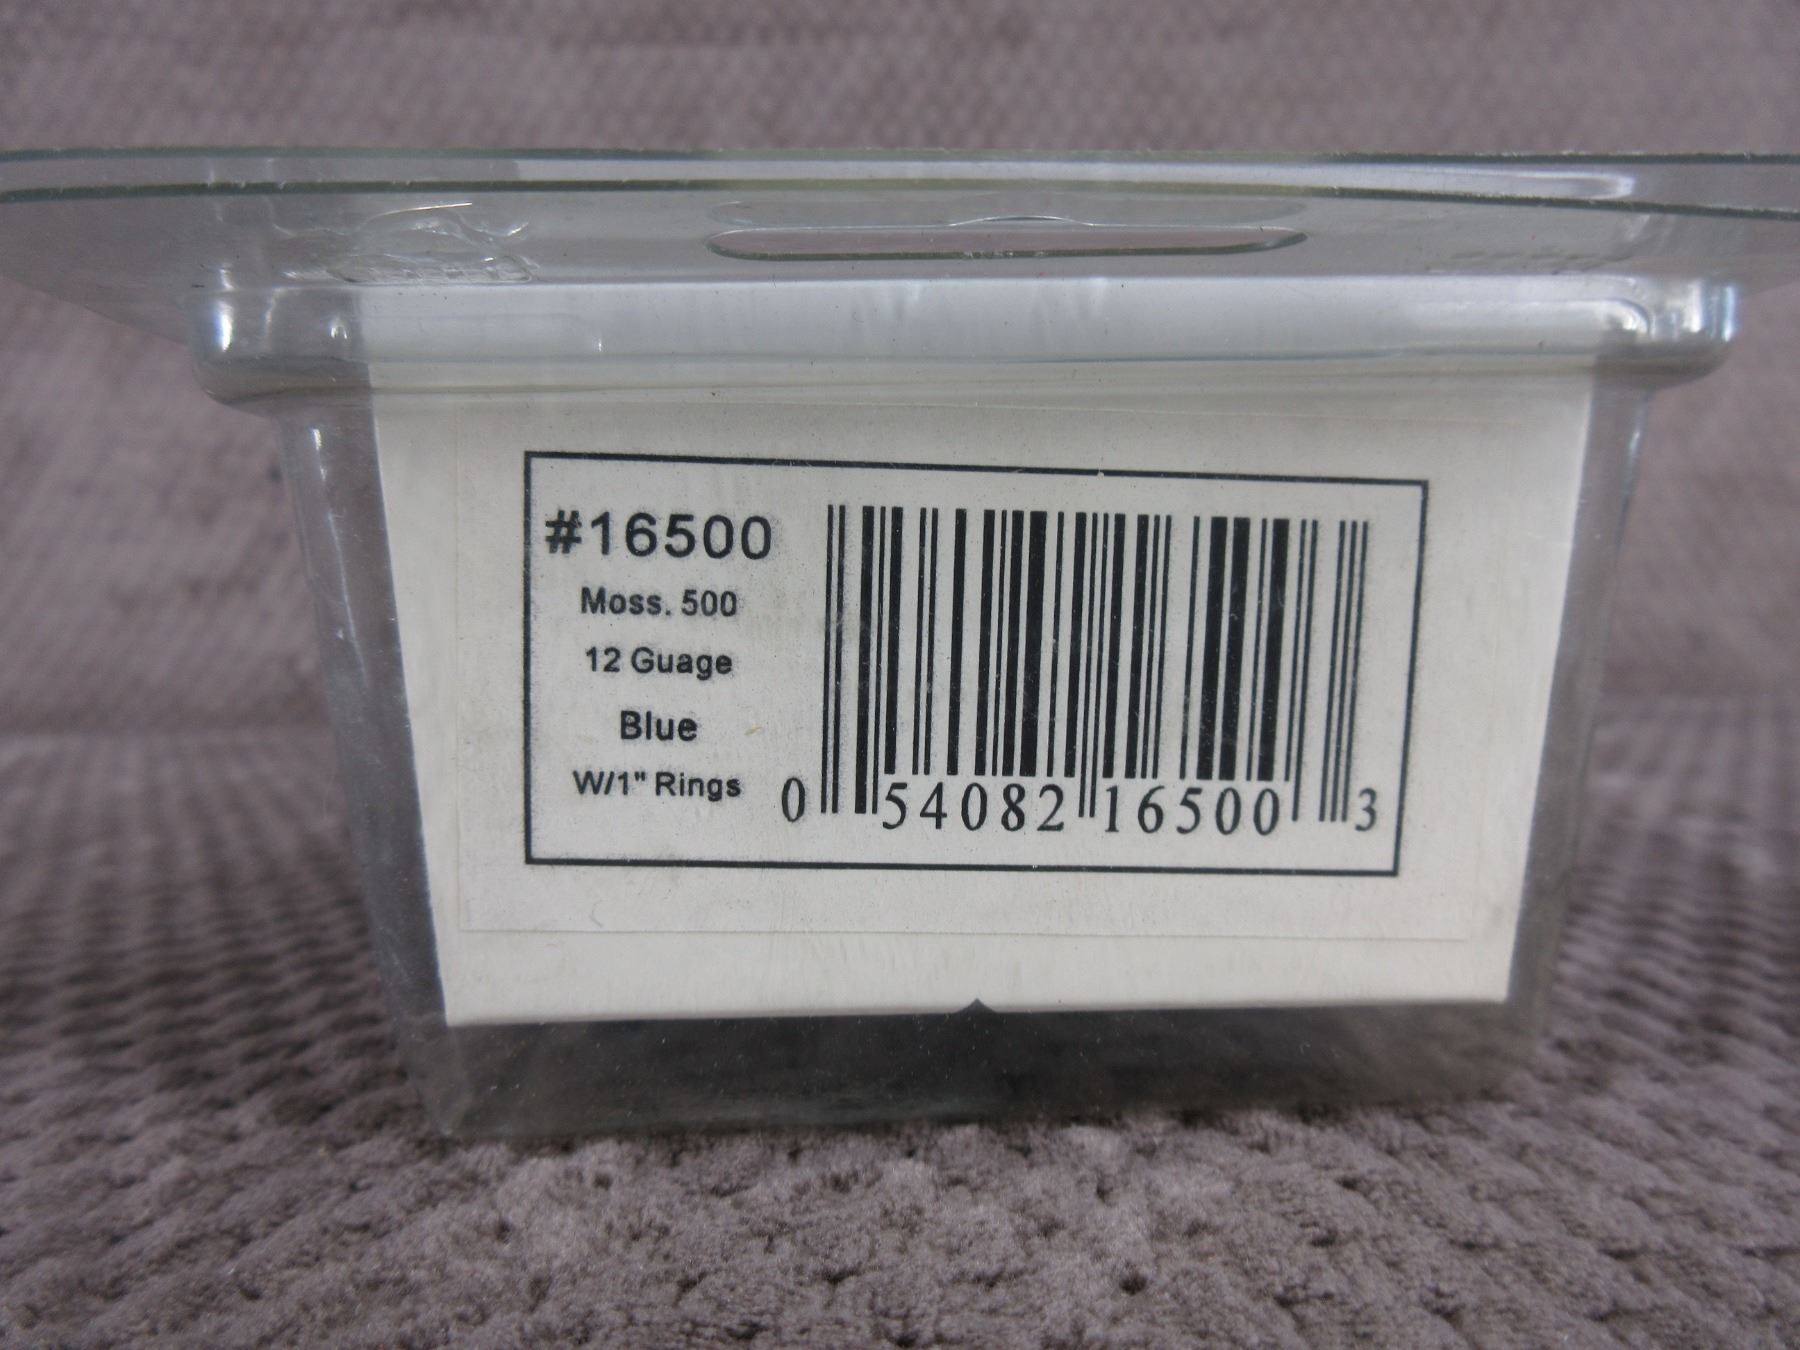 #16500
Moss. 500
12 Guage
Blue
W/1" Rings
0 54082 16500 3